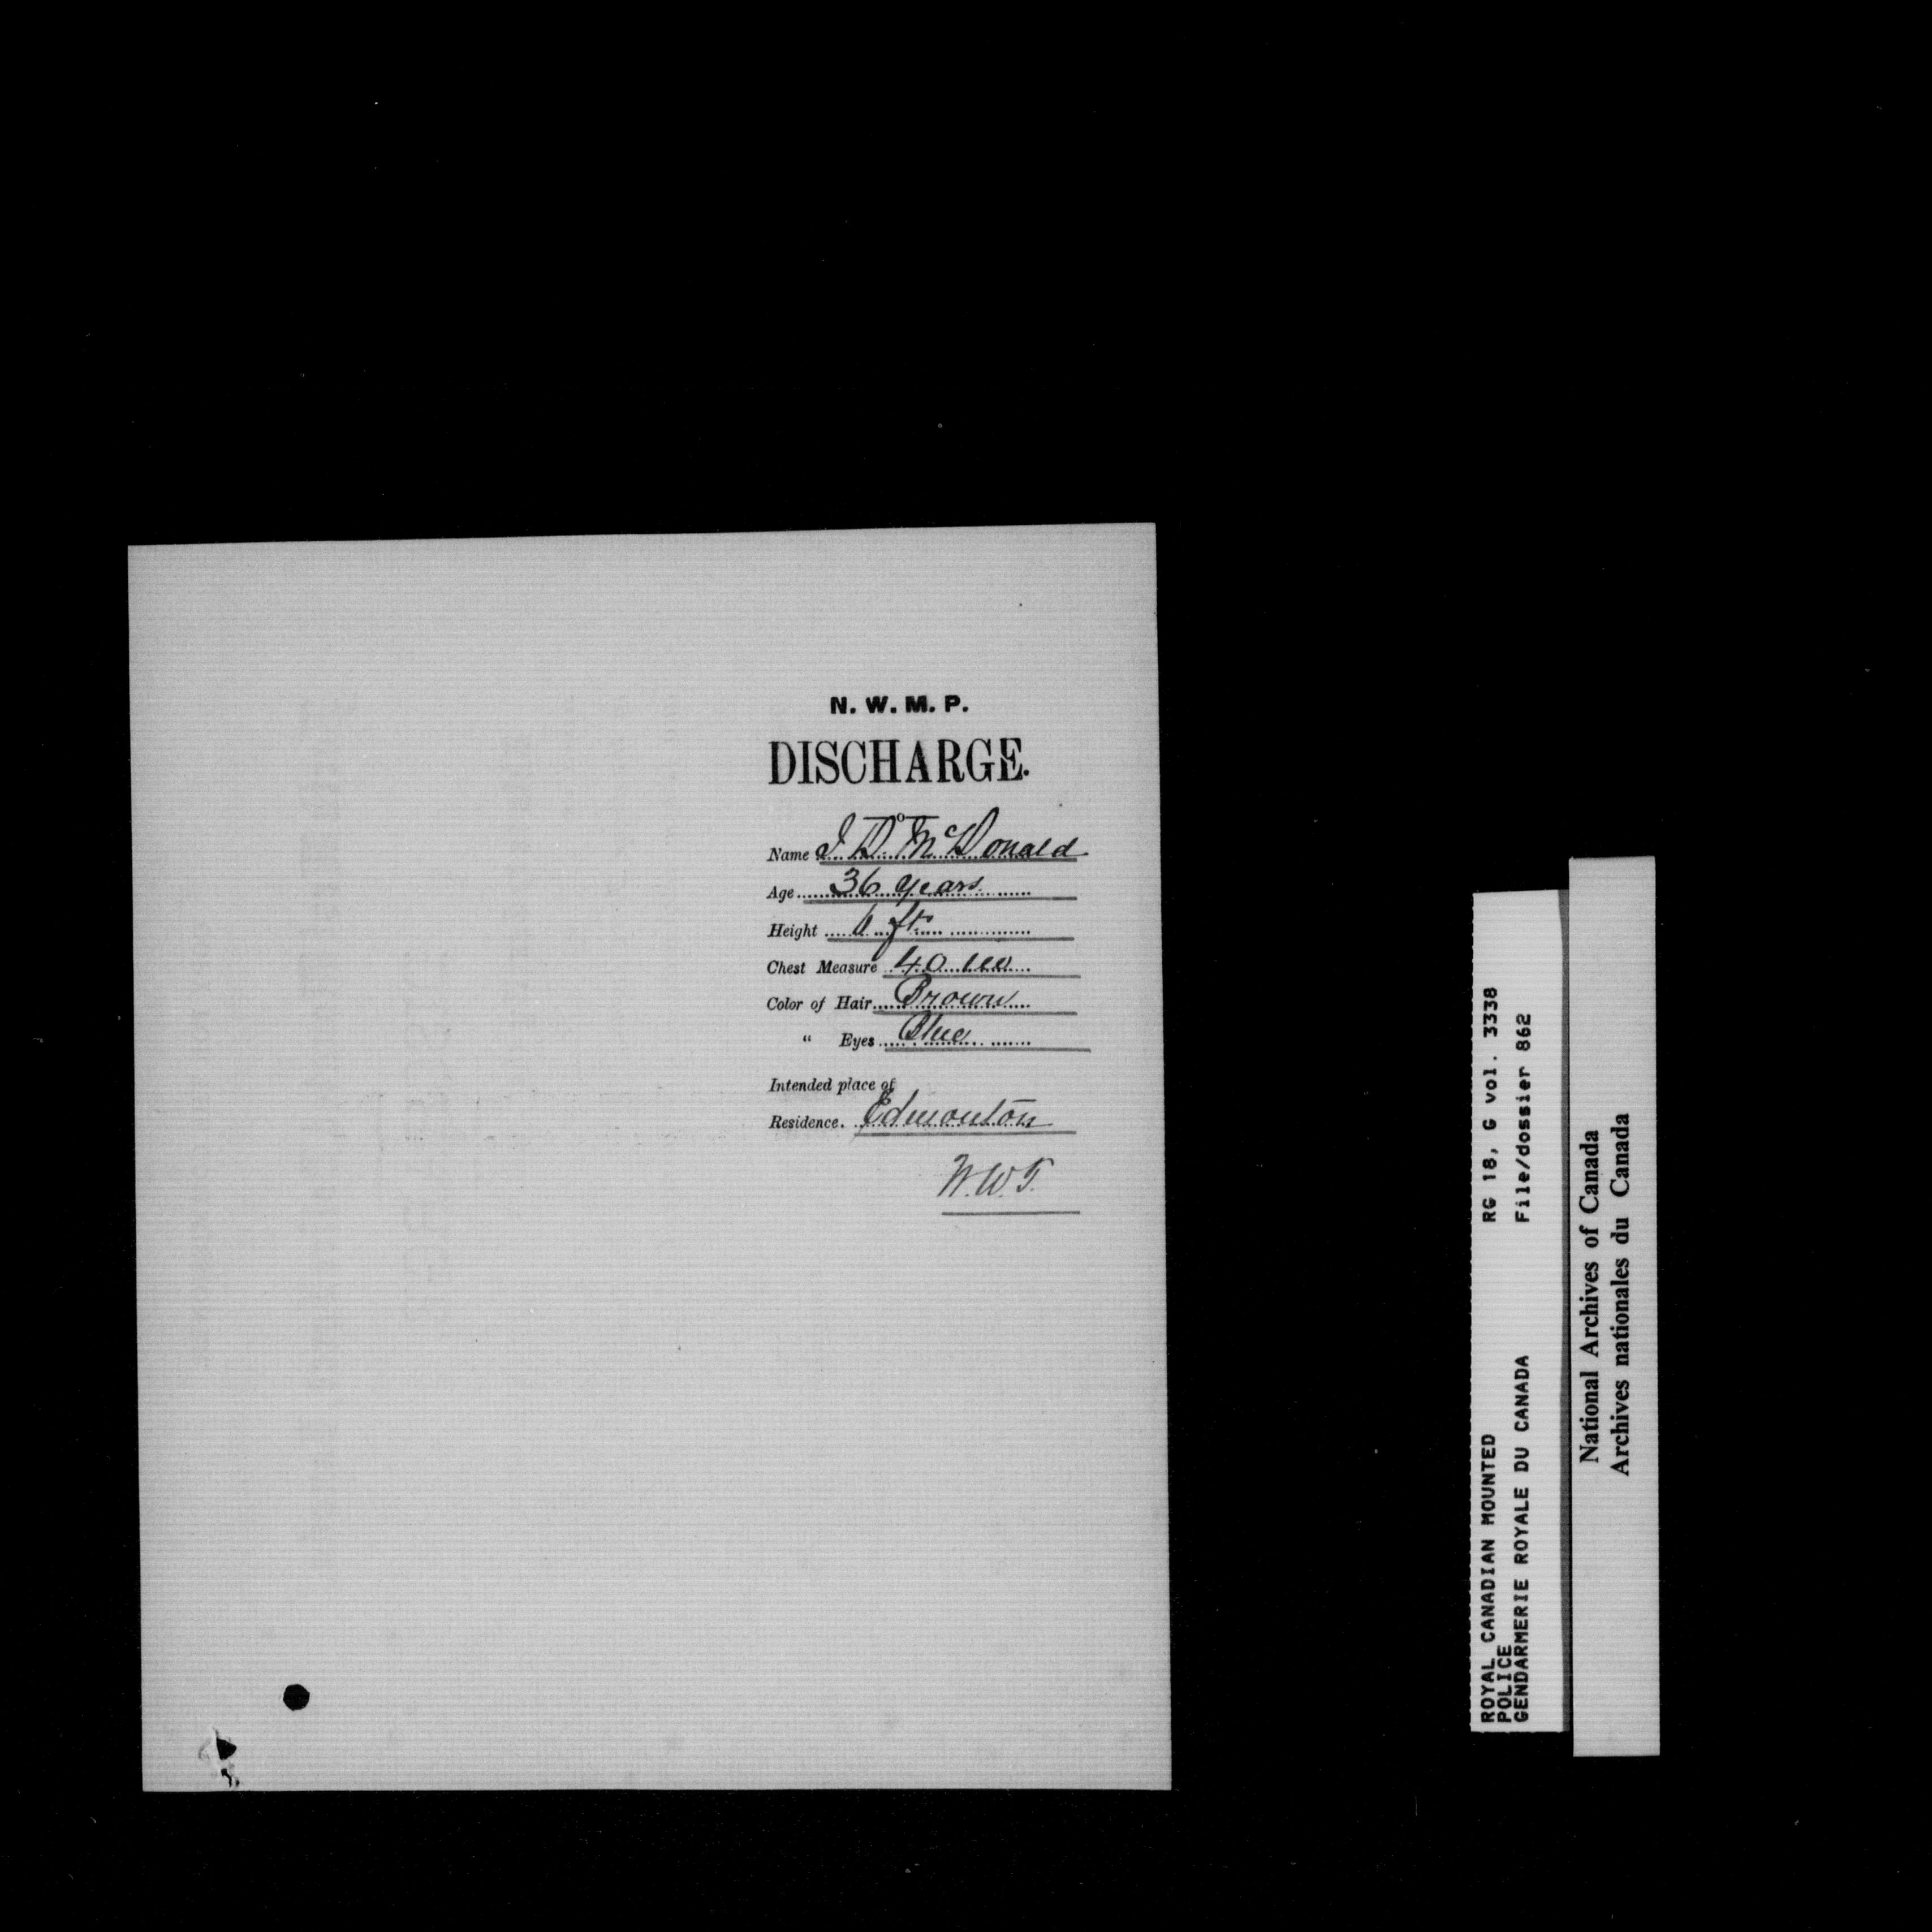 N. W. M. P.
DISCHARGE.
OF
Name J. D. McDonald
Age 36 years
Height 6 ft
Chest Measure 40 ins
Color of Hair Brown
" Eyes Blue
Intended place of
Residence. Edmonton
N.W.T.
ROYAL CANADIAN MOUNTED RG 18, G vol. 3338
POLICE
GENDARMERIE ROYALE DU CANADA File/dossier 862
National Archives of Canada
Archives nationales du Canada